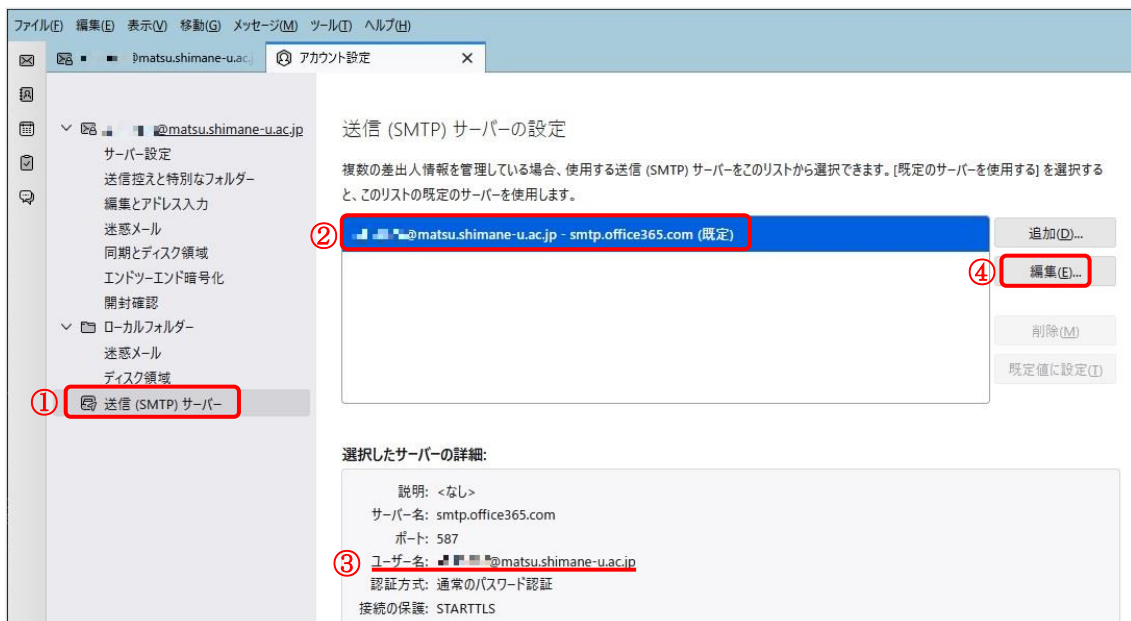 ファイル(F) 編集(E) 表示(V) 移動(G) メッセージ(M) ツール(T) ヘルプ(H)
@matsu.shimane-u.ac.j アカウント設定 ×
@matsu.shimane-u.ac.jp
サーバー設定
送信控えと特別なフォルダー
編集とアドレス入力
迷惑メール
同期とディスク領域
エンドツーエンド暗号化
開封確認
ローカルフォルダー
迷惑メール
ディスク領域
① 送信 (SMTP) サーバー
送信 (SMTP) サーバーの設定
複数の差出人情報を管理している場合、使用する送信 (SMTP) サーバーをこのリストから選択できます。[既定のサーバーを使用する] を選択する
と、このリストの既定のサーバーを使用します。
② @matsu.shimane-u.ac.jp - smtp.office365.com (既定)
追加(D)...
④ 編集(E)...
削除(M)
既定値に設定(T)
選択したサーバーの詳細:
説明: <なし>
サーバー名: smtp.office365.com
ポート: 587
③ ユーザー名: @matsu.shimane-u.ac.jp
認証方式: 通常のパスワード認証
接続の保護: STARTTLS